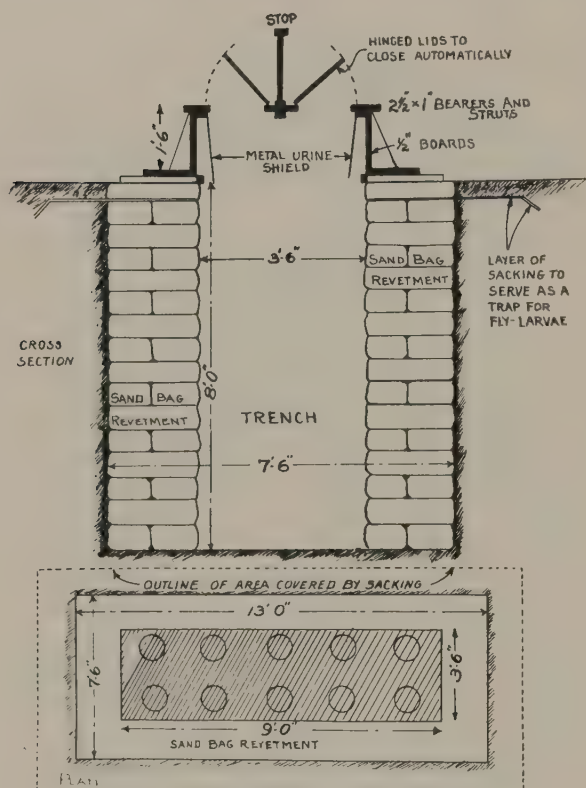 STOP
HINGED LIDS TO
CLOSE AUTOMATICALLY
2½" × 1" BEARERS AND
STRUTS
½" BOARDS
1'·6"
METAL URINE
SHIELD
3'·6"
SAND BAG
REVETMENT
LAYER OF
SACKING TO
SERVE AS A
TRAP FOR
FLY-LARVAE
CROSS
SECTION
8'·0"
SAND BAG
REVETMENT
TRENCH
7'·6"
OUTLINE OF AREA COVERED BY SACKING
13'·0"
7'·6"
3'·6"
9'·0"
SAND BAG REVETMENT
PLAN